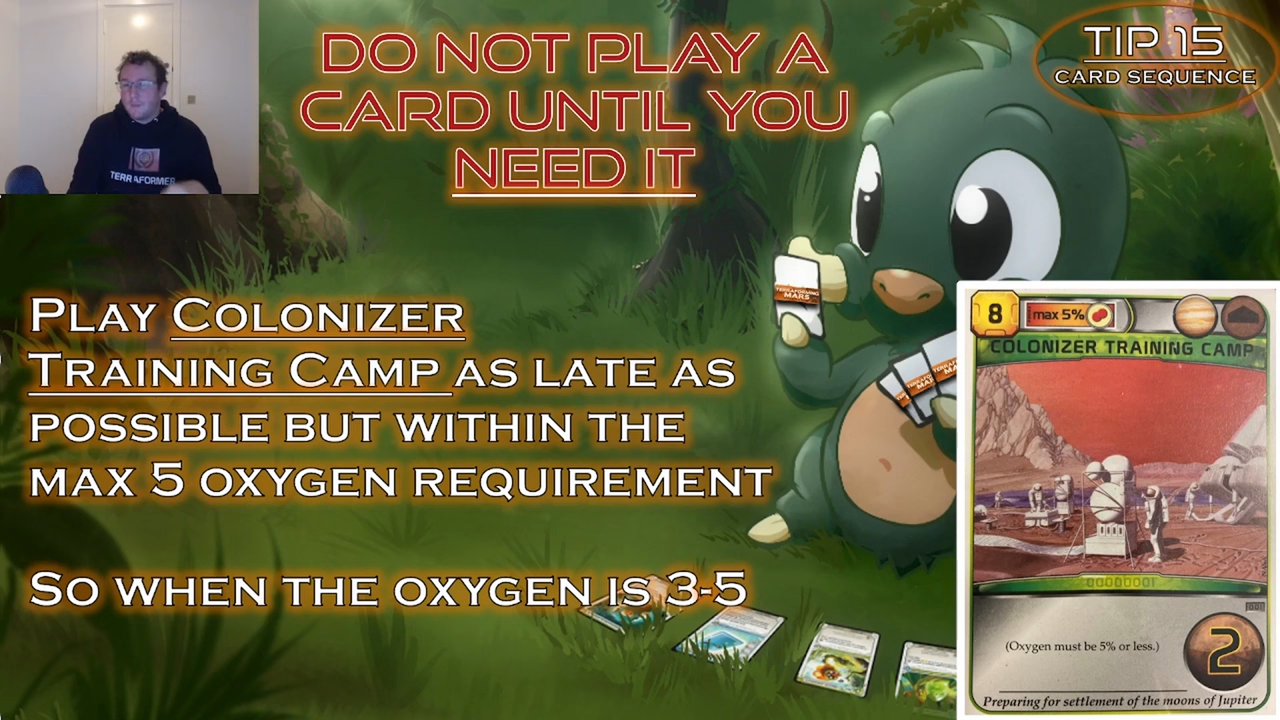 DO NOT PLAY A
CARD UNTIL YOU
NEED IT
TIP 15
CARD SEQUENCE
TERRAFORMER
TERRAFORMING
MARS
PLAY COLONIZER
TRAINING CAMP AS LATE AS
POSSIBLE BUT WITHIN THE
MAX 5 OXYGEN REQUIREMENT
SO WHEN THE OXYGEN IS 3-5
8
max 5%
COLONIZER TRAINING CAMP
(Oxygen must be 5% or less.)
2
Preparing for settlement of the moons of Jupiter